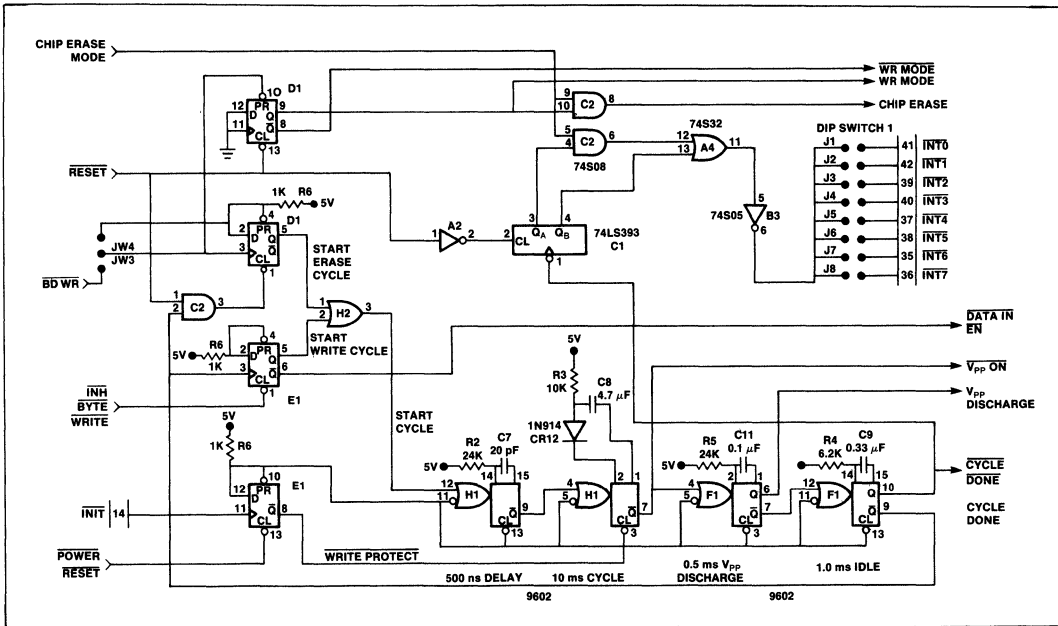 CHIP ERASE
MODE
10 D1
12 PR 9
D Q
11 Q̅ 8
CL
13
WR MODE
WR MODE
9
10 C2 8
CHIP ERASE
5
4 C2 6
74S08
74S32
12
13 A4 11
DIP SWITCH 1
J1 41 INT0
J2 42 INT1
J3 39 INT2
J4 40 INT3
J5 37 INT4
J6 38 INT5
J7 35 INT6
J8 36 INT7
5
74S05 B3
6
RESET
1K R6
5V
4
D1
2 PR 5
D Q
3 Q̅
CL
1
JW4
JW3
BD WR
START
ERASE
CYCLE
A2
1 2
3 4
QA QB
CL
74LS393
C1
1
1
2 C2 3
1
2 H2 3
START
WRITE CYCLE
4
5V R6
1K
2 PR 5
D Q
3 Q̅ 6
CL
1
E1
INH
BYTE
WRITE
DATA IN
EN
VPP ON
VPP
DISCHARGE
5V
1K R6
10 E1
12 PR
D Q
11 Q̅ 8
CL
13
INIT 14
POWER
RESET
WRITE PROTECT
START
CYCLE
5V
R3
10K
C8
4.7 µF
1N914
CR12
5V
R2
24K
C7
20 pF
14 15
12
11 H1
Q̅ 9
CL
13
4
5 H1
2 1
Q̅ 7
CL
3
5V
R5
24K
C11
0.1 µF
2 1
4
5 F1
Q 6
Q̅ 7
CL
3
R4
6.2K
C9
0.33 µF
14 15
12
11 F1
Q 10
Q̅ 9
CL
13
CYCLE
DONE
CYCLE
DONE
500 ns DELAY
10 ms CYCLE
0.5 ms VPP
DISCHARGE
1.0 ms IDLE
9602
9602